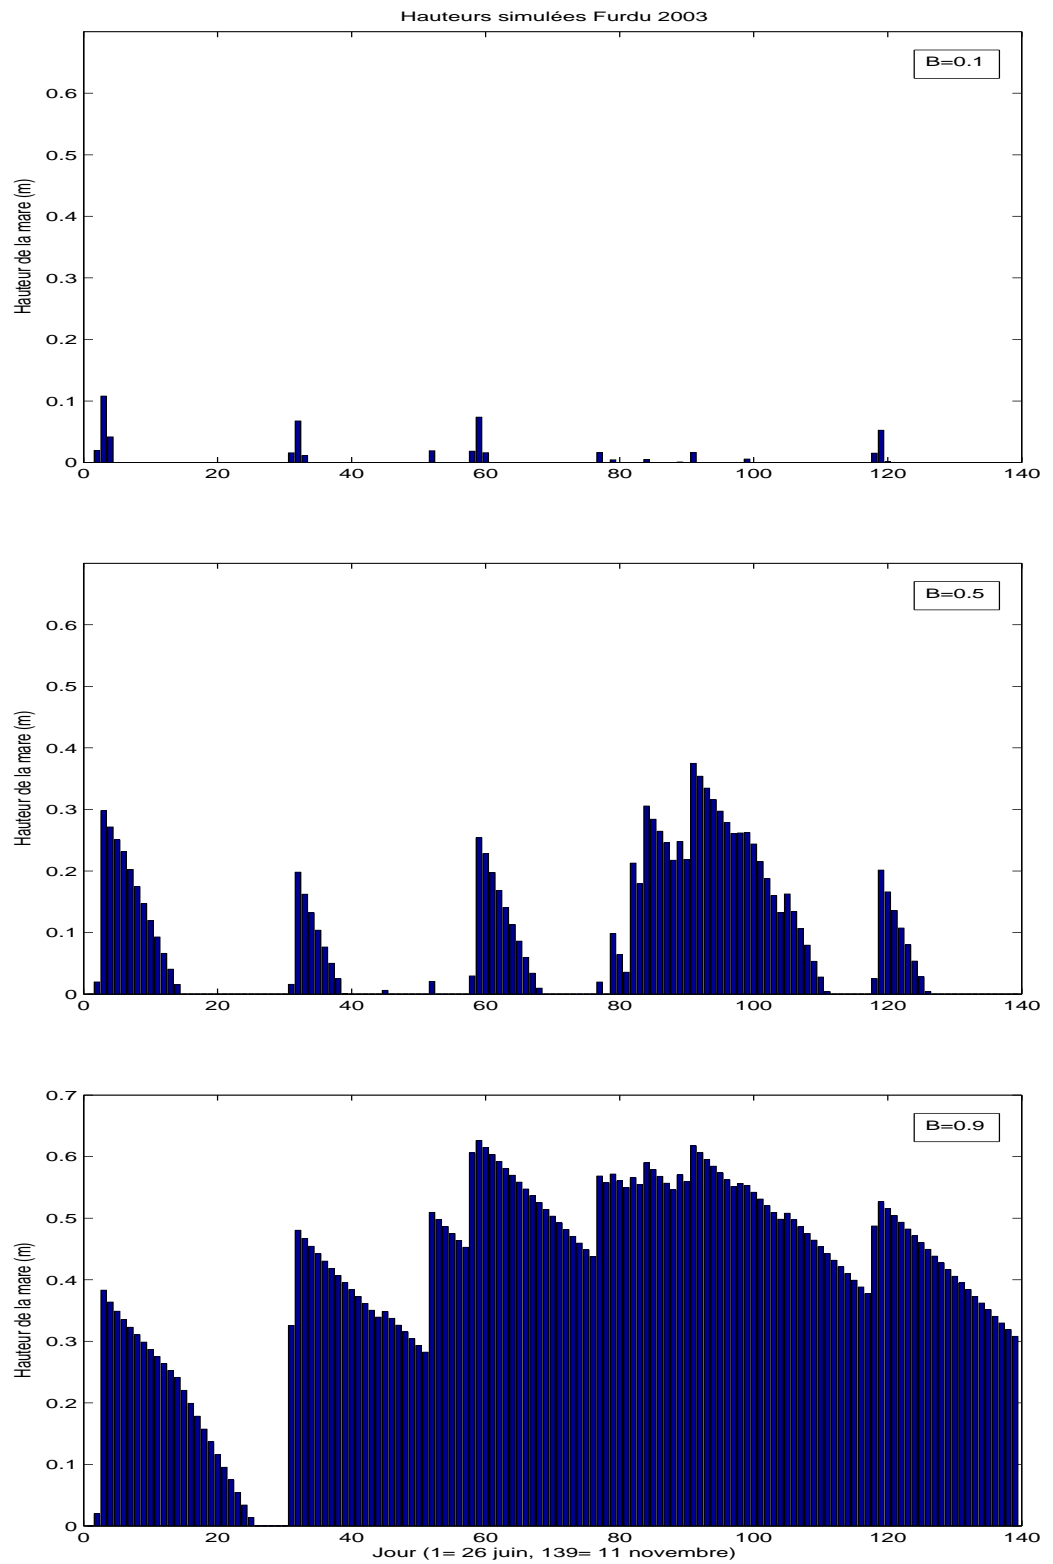 Hauteurs simulées Furdu 2003
B=0.1
0.6
0.5
0.4
0.3
0.2
0.1
0
Hauteur de la mare (m)
0 20 40 60 80 100 120 140
B=0.5
0.6
0.5
0.4
0.3
0.2
0.1
0
Hauteur de la mare (m)
0 20 40 60 80 100 120 140
B=0.9
0.7
0.6
0.5
0.4
0.3
0.2
0.1
0
Hauteur de la mare (m)
0 20 40 60 80 100 120 140
Jour (1= 26 juin, 139= 11 novembre)